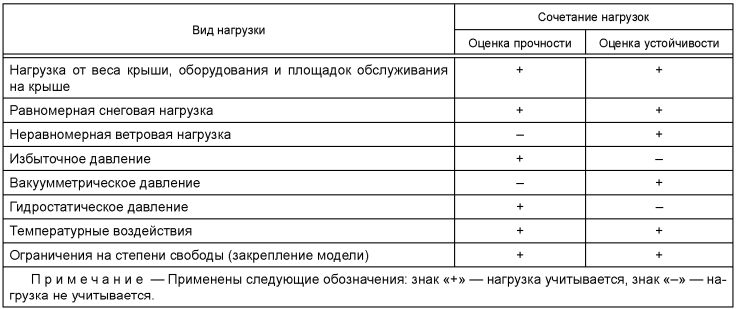 Вид нагрузки
Сочетание нагрузок
Оценка прочности
Оценка устойчивости
Нагрузка от веса крыши, оборудования и площадок обслуживания
на крыше
+
+
Равномерная снеговая нагрузка
+
+
Неравномерная ветровая нагрузка
–
+
Избыточное давление
+
–
Вакуумметрическое давление
–
+
Гидростатическое давление
+
–
Температурные воздействия
+
+
Ограничения на степени свободы (закрепление модели)
+
+
П р и м е ч а н и е — Применены следующие обозначения: знак «+» — нагрузка учитывается, знак «–» — на-
грузка не учитывается.